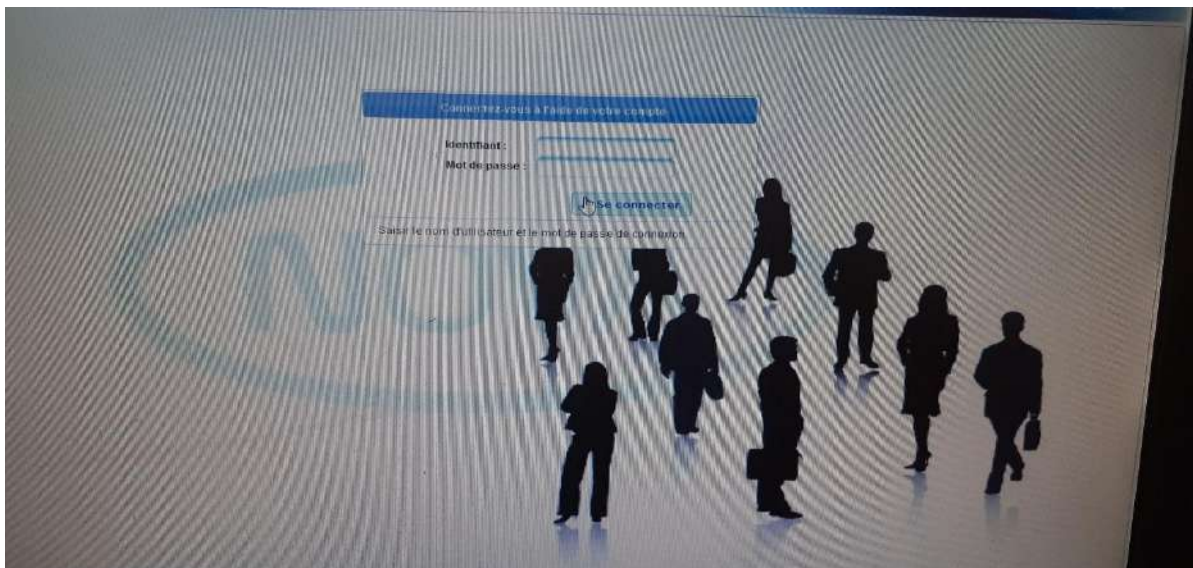 Connectez-vous à l'aide de votre compte
Identifiant :
Mot de passe :
Se connecter
Saisir le nom d'utilisateur et le mot de passe de connexion